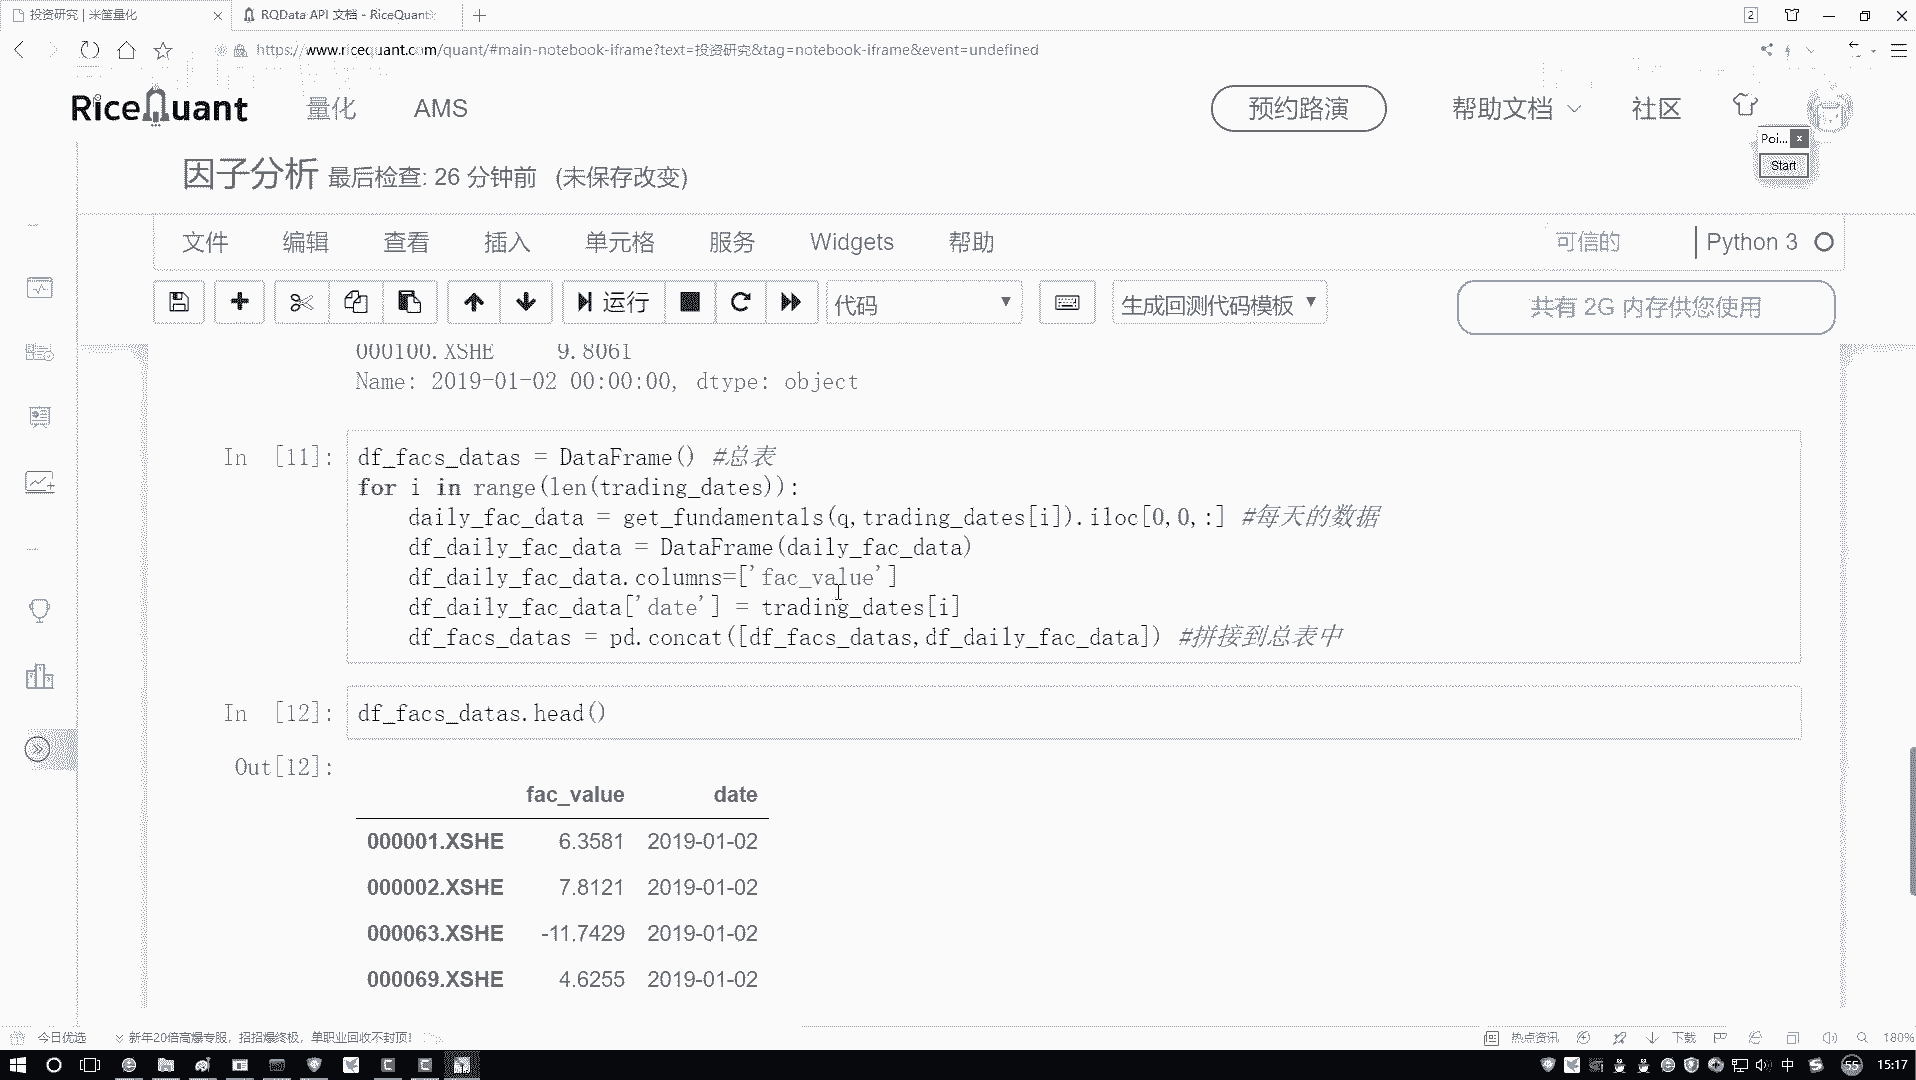 投资研究 | 米筐量化
RQData API 文档 - RiceQuant
2
https://www.ricequant.com/quant/#main-notebook-iframe?text=投资研究&tag=notebook-iframe&event=undefined
RiceQuant
量化
AMS
预约路演
帮助文档
社区
Poi...
Start
因子分析 最后检查: 26 分钟前 (未保存改变)
文件 编辑 查看 插入 单元格 服务 Widgets 帮助
可信的
Python 3
运行
代码
生成回测代码模板
共有 2G 内存供您使用
000100.XSHE 9.8061
Name: 2019-01-02 00:00:00, dtype: object
In [11]:
df_facs_datas = DataFrame() #总表
for i in range(len(trading_dates)):
    daily_fac_data = get_fundamentals(q,trading_dates[i]).iloc[0,0,:] #每天的数据
    df_daily_fac_data = DataFrame(daily_fac_data)
    df_daily_fac_data.columns=['fac_value']
    df_daily_fac_data['date'] = trading_dates[i]
    df_facs_datas = pd.concat([df_facs_datas,df_daily_fac_data]) #拼接到总表中
In [12]:
df_facs_datas.head()
Out[12]:
fac_value date
000001.XSHE 6.3581 2019-01-02
000002.XSHE 7.8121 2019-01-02
000063.XSHE -11.7429 2019-01-02
000069.XSHE 4.6255 2019-01-02
今日优选
新年20倍高爆专服，招招爆终极，单职业回收不封顶！
热点资讯
下载
180%
中
55
15:17